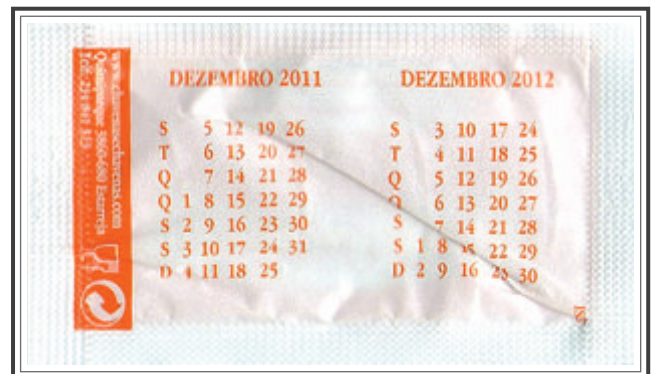 DEZEMBRO 2011
S 5 12 19 26
T 6 13 20 27
Q 7 14 21 28
Q 1 8 15 22 29
S 2 9 16 23 30
S 3 10 17 24 31
D 4 11 18 25
DEZEMBRO 2012
S 3 10 17 24
T 4 11 18 25
Q 5 12 19 26
Q 6 13 20 27
S 7 14 21 28
S 1 8 15 22 29
D 2 9 16 23 30
3860-680 Estarreja